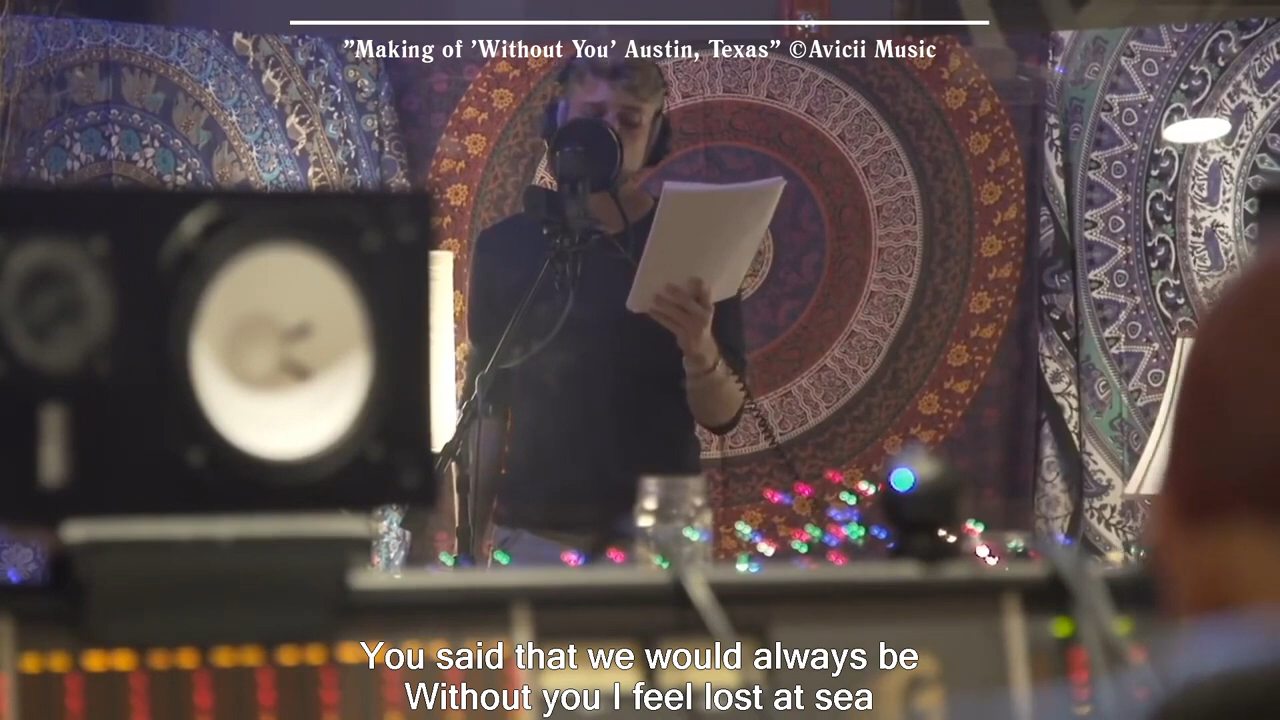 ”Making of ’Without You’ Austin, Texas” ©Avicii Music
You said that we would always be
Without you I feel lost at sea